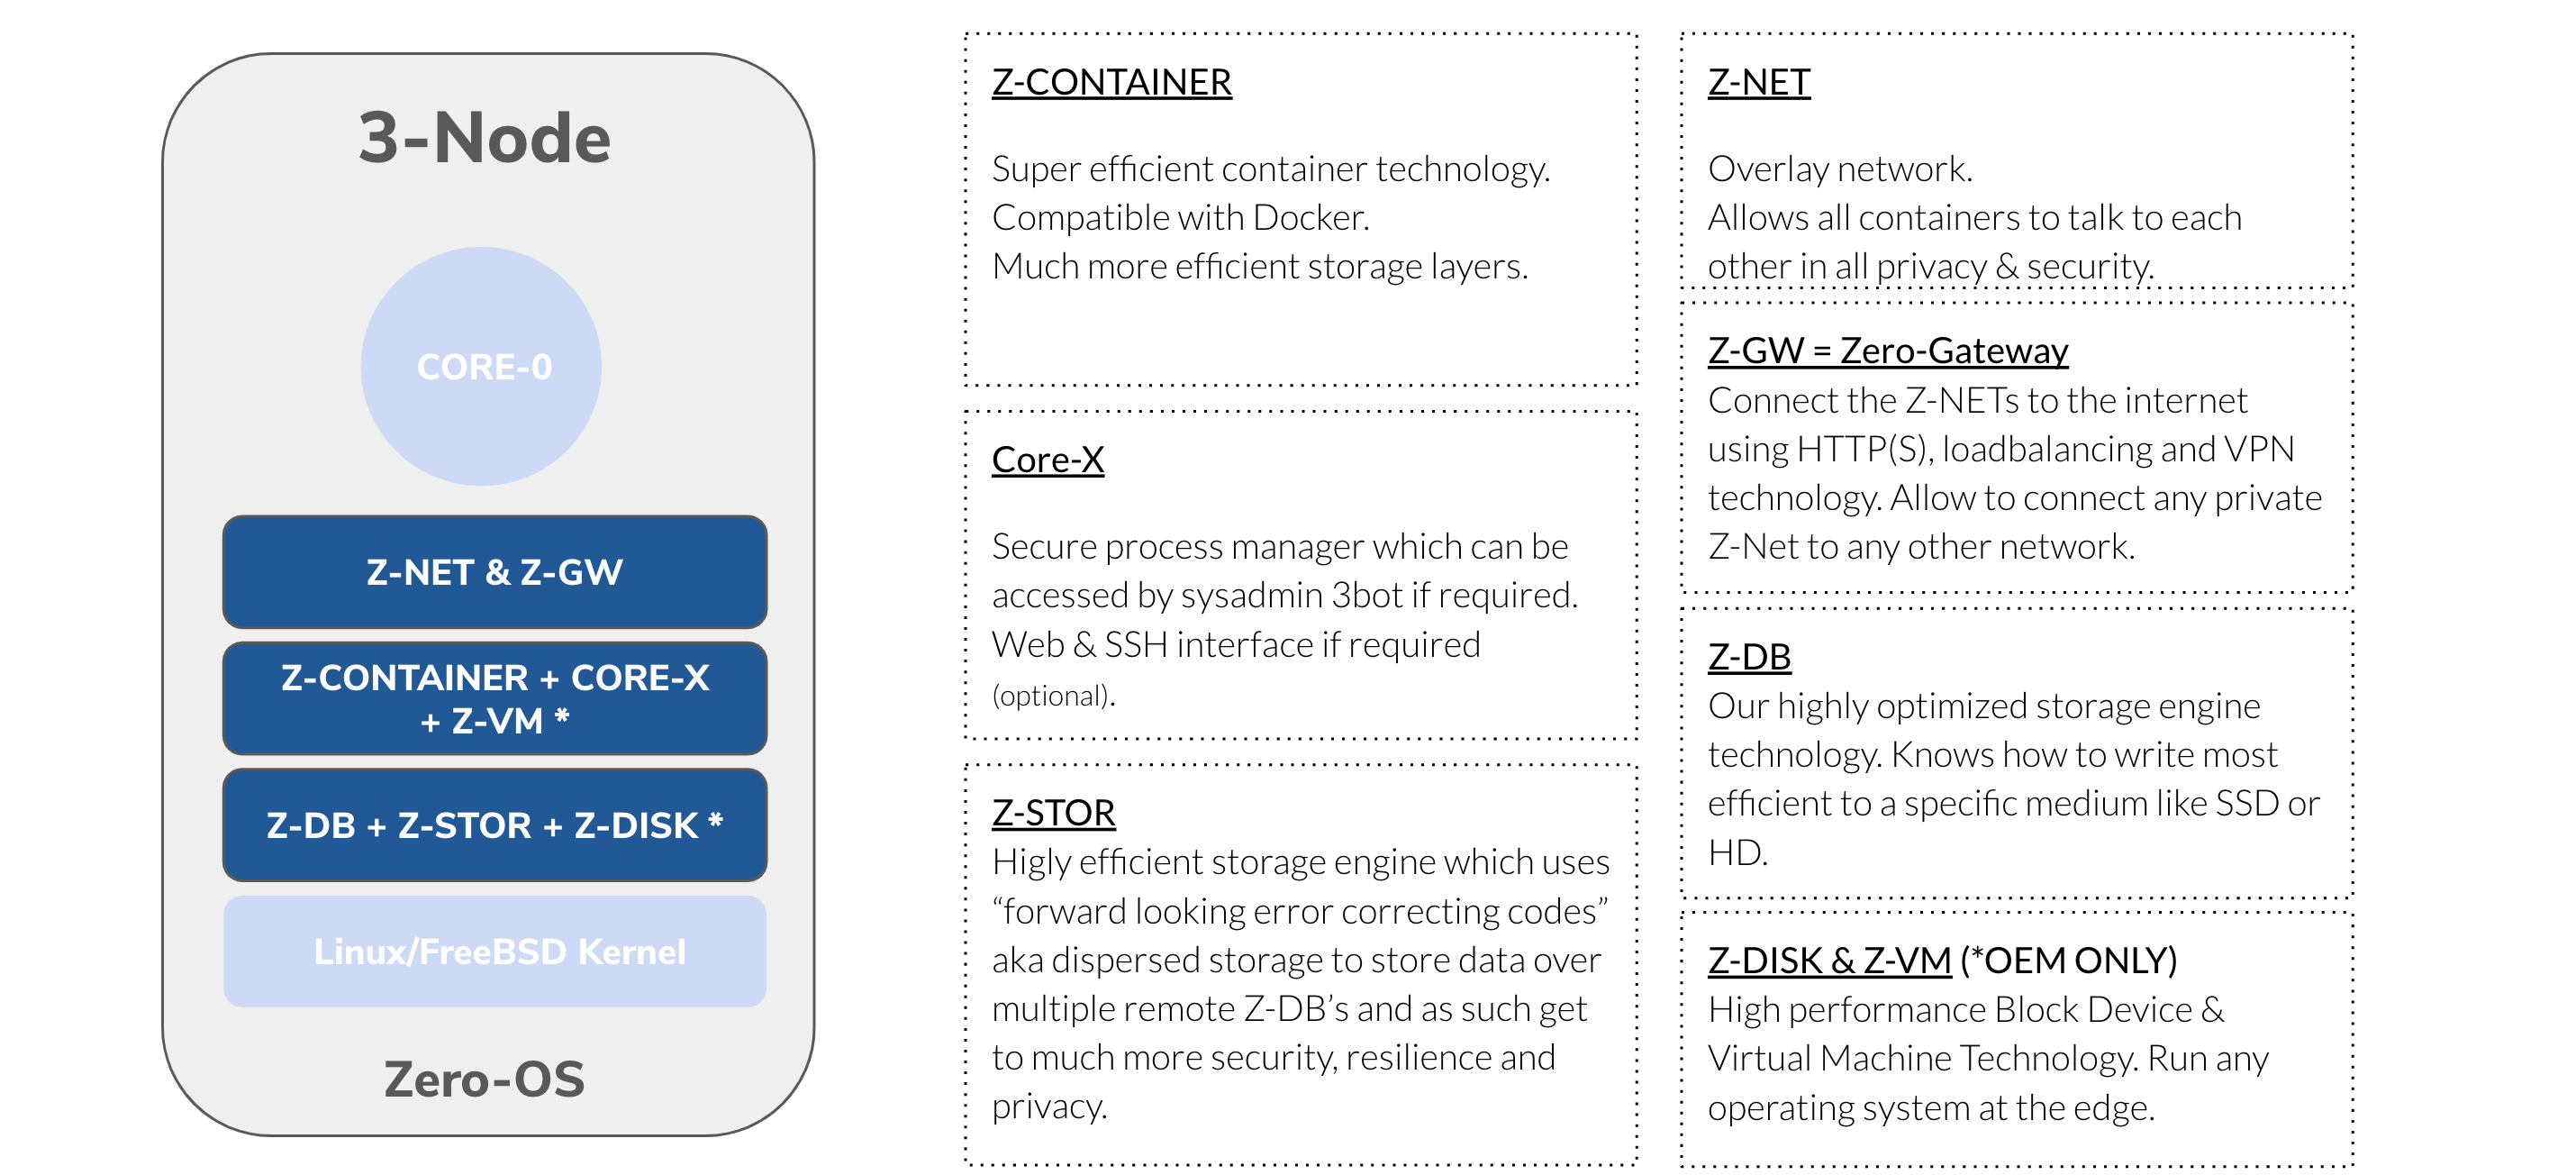 3-Node
CORE-0
Z-NET & Z-GW
Z-CONTAINER + CORE-X
+ Z-VM *
Z-DB + Z-STOR + Z-DISK *
Linux/FreeBSD Kernel
Zero-OS
Z-CONTAINER
Super efficient container technology.
Compatible with Docker.
Much more efficient storage layers.
Core-X
Secure process manager which can be
accessed by sysadmin 3bot if required.
Web & SSH interface if required
(optional).
Z-STOR
Higly efficient storage engine which uses
“forward looking error correcting codes”
aka dispersed storage to store data over
multiple remote Z-DB’s and as such get
to much more security, resilience and
privacy.
Z-NET
Overlay network.
Allows all containers to talk to each
other in all privacy & security.
Z-GW = Zero-Gateway
Connect the Z-NETs to the internet
using HTTP(S), loadbalancing and VPN
technology. Allow to connect any private
Z-Net to any other network.
Z-DB
Our highly optimized storage engine
technology. Knows how to write most
efficient to a specific medium like SSD or
HD.
Z-DISK & Z-VM (*OEM ONLY)
High performance Block Device &
Virtual Machine Technology. Run any
operating system at the edge.